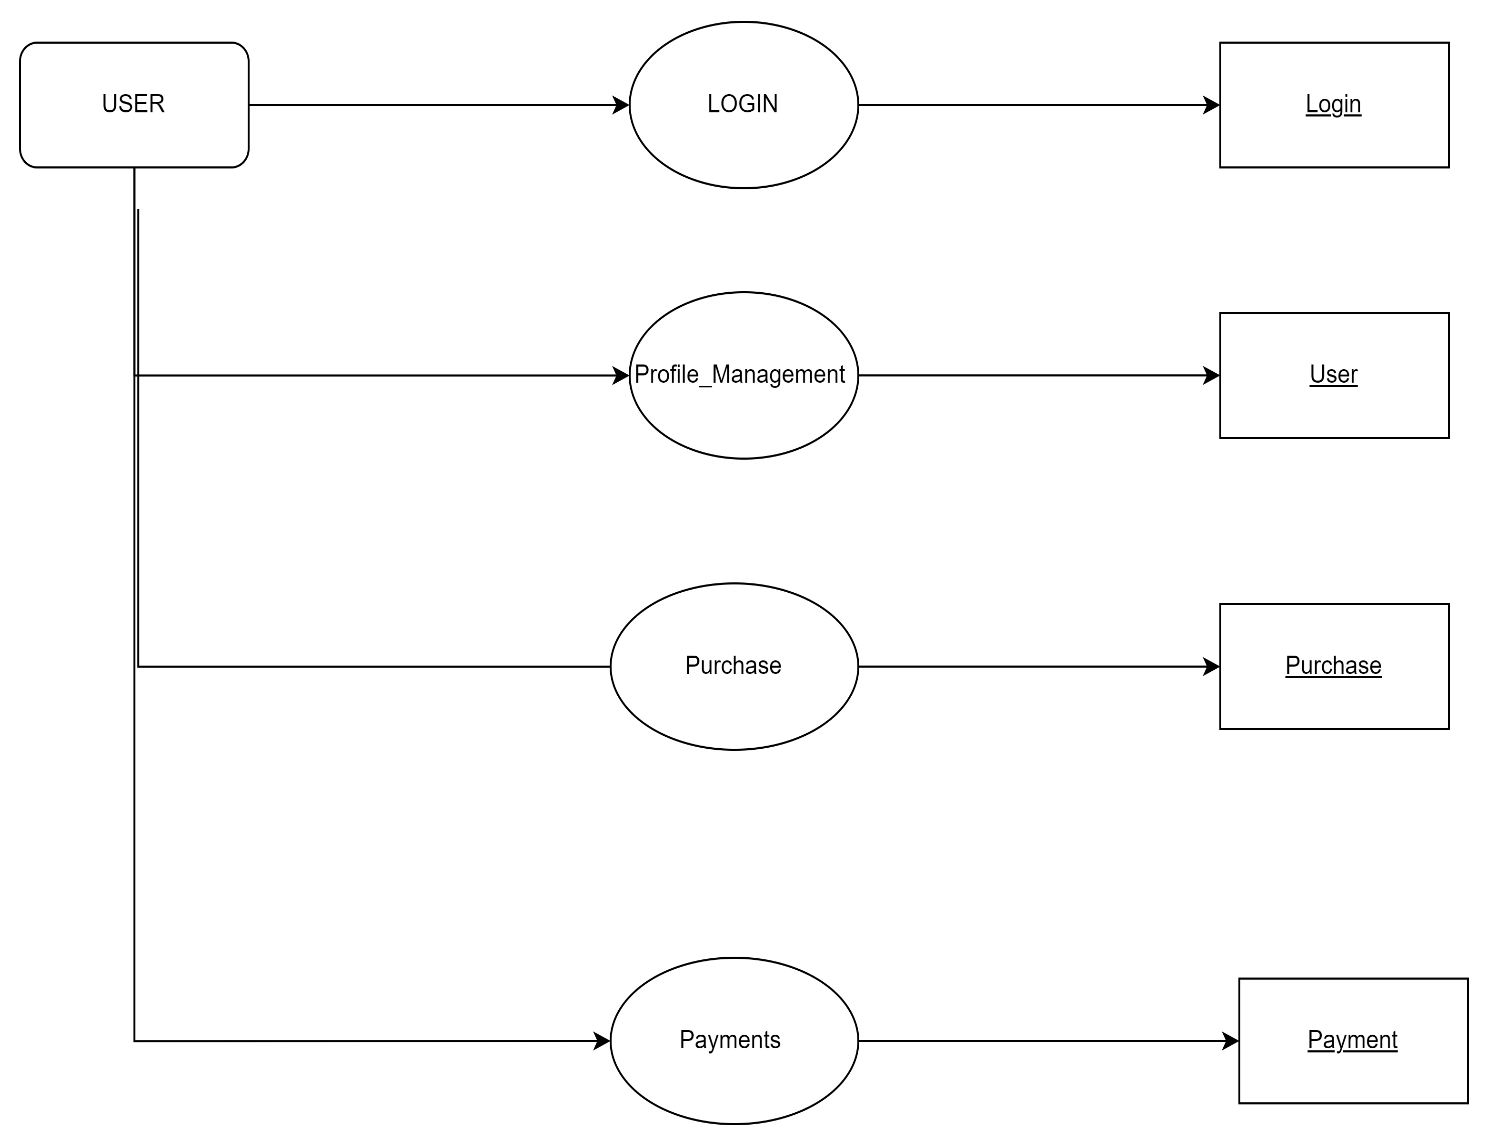 USER
LOGIN
Login
Profile_Management
User
Purchase
Purchase
Payments
Payment